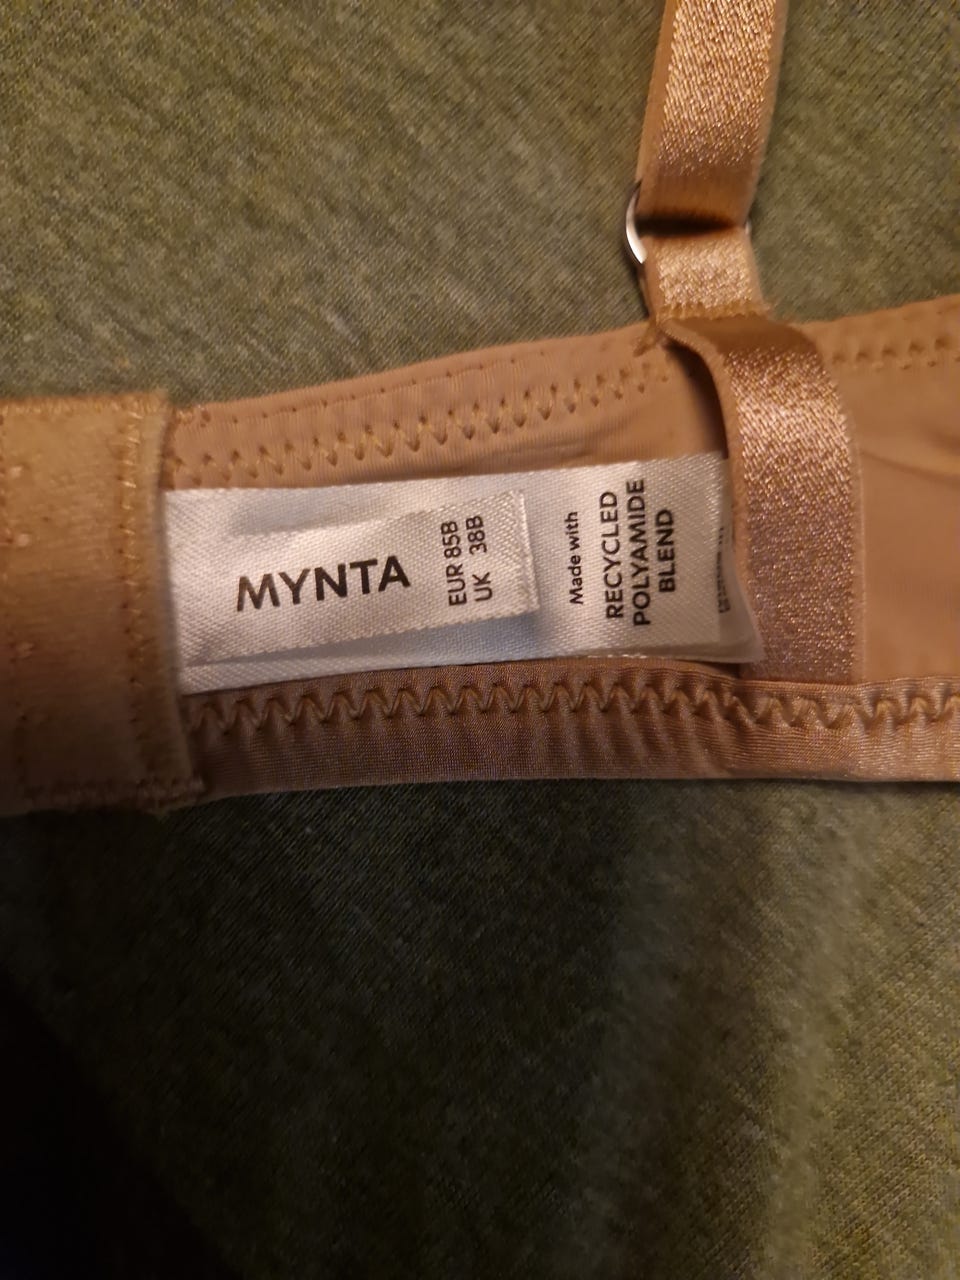 MYNTA
EUR 85B
UK 38B
Made with
RECYCLED
POLYAMIDE
BLEND